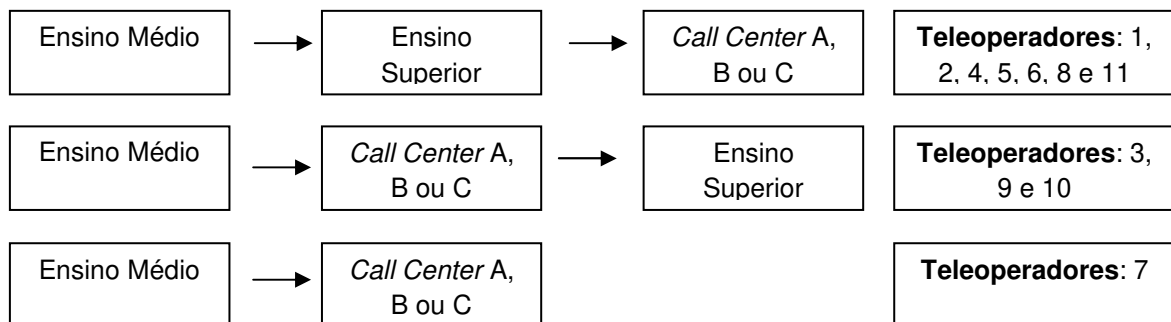 Ensino Médio
Ensino
Superior
Call Center A,
B ou C
Teleoperadores: 1,
2, 4, 5, 6, 8 e 11
Ensino Médio
Call Center A,
B ou C
Ensino
Superior
Teleoperadores: 3,
9 e 10
Ensino Médio
Call Center A,
B ou C
Teleoperadores: 7